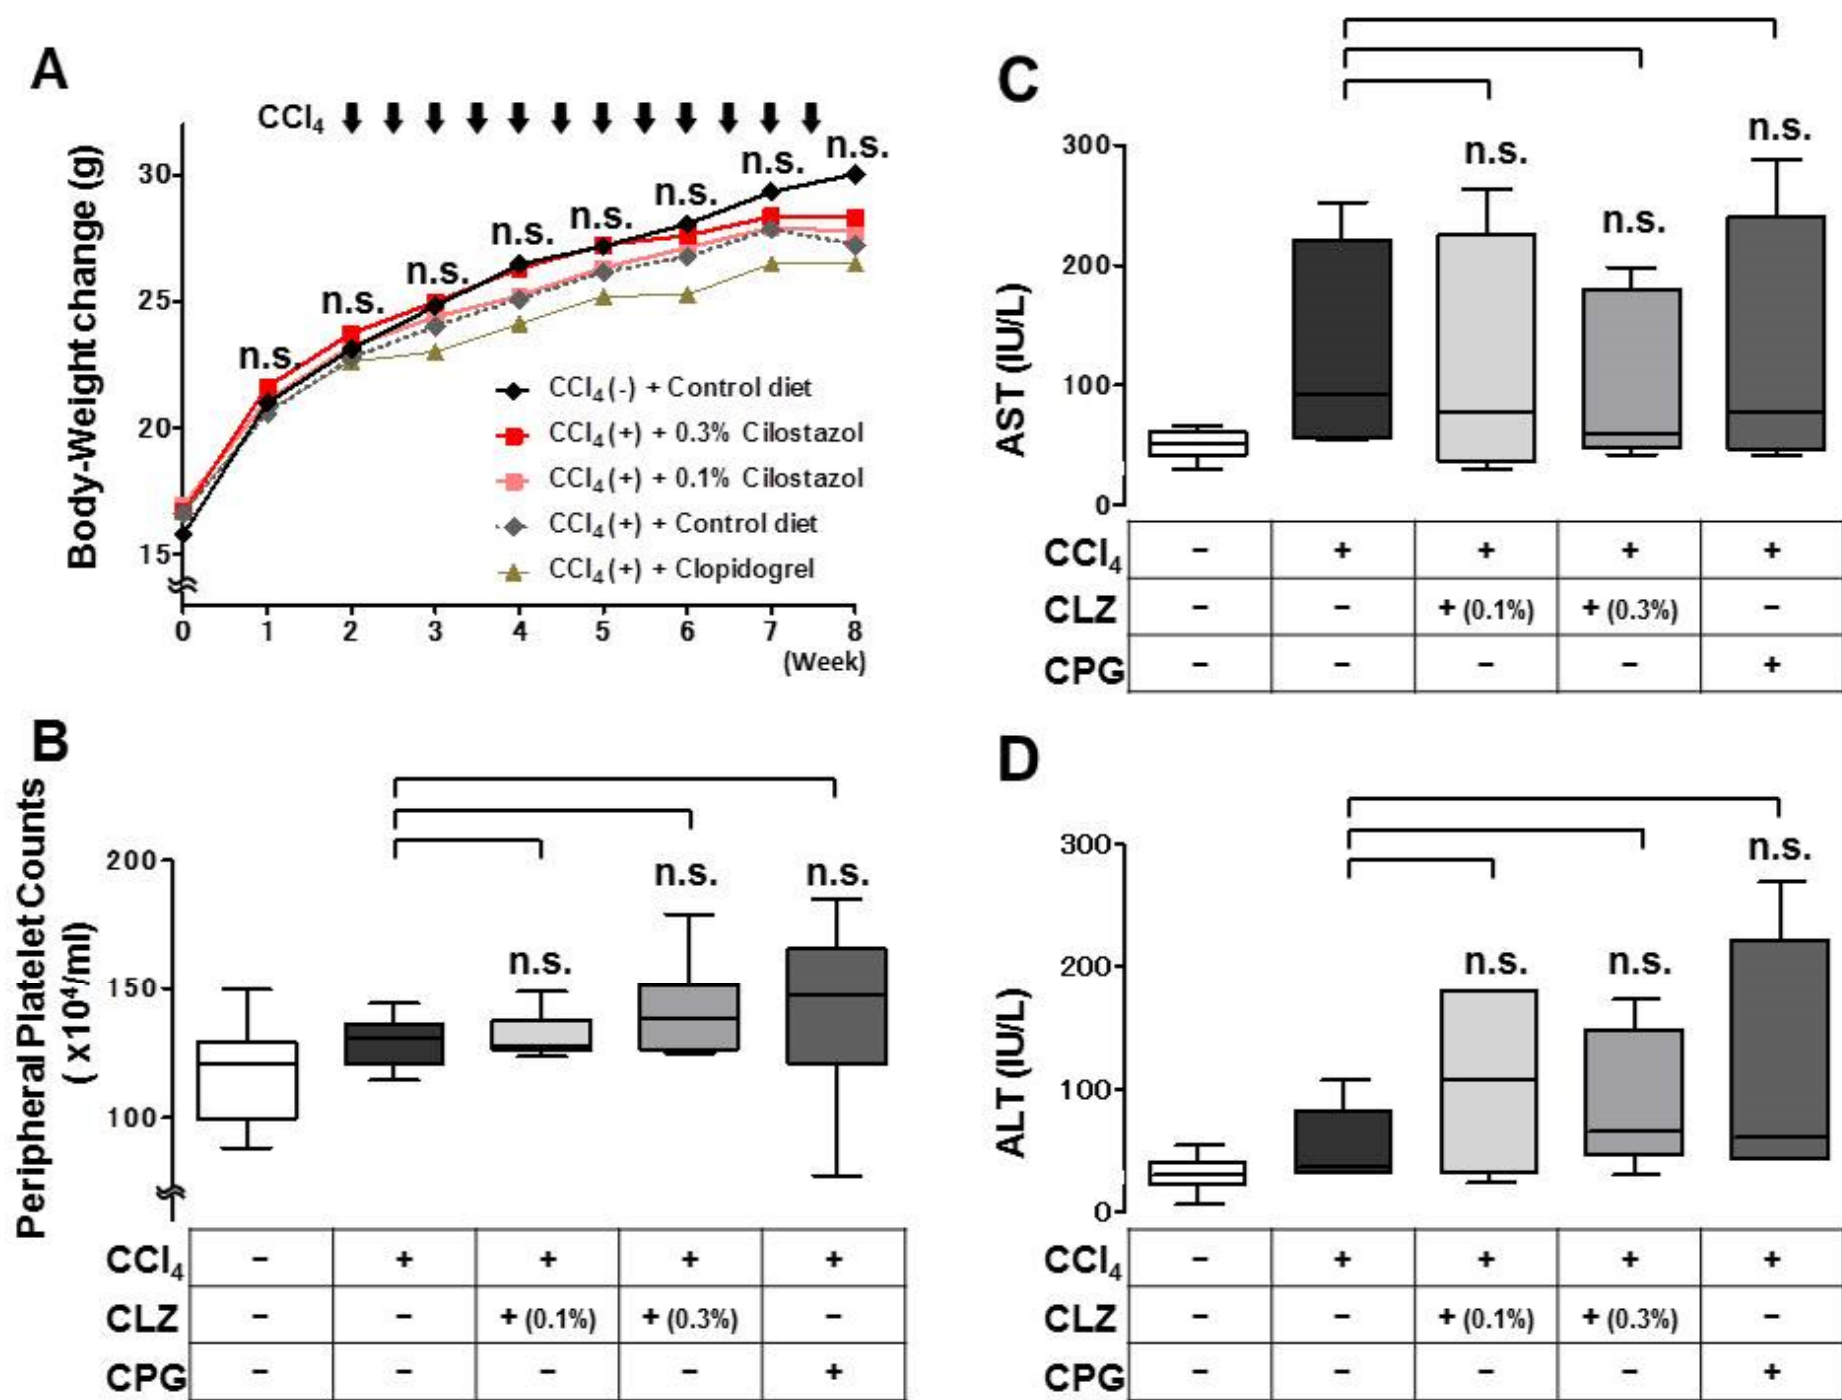 A
CCl4
Body-Weight change (g)
30
25
20
15
n.s.
n.s.
n.s.
n.s.
n.s.
n.s.
n.s.
n.s.
CCl4 (-) + Control diet
CCl4 (+) + 0.3% Cilostazol
CCl4 (+) + 0.1% Cilostazol
CCl4 (+) + Control diet
CCl4 (+) + Clopidogrel
0 1 2 3 4 5 6 7 8
(Week)
B
Peripheral Platelet Counts
( x10⁴/ml)
200
150
100
n.s.
n.s.
n.s.
CCl4 − + + + +
CLZ − − + (0.1%) + (0.3%) −
CPG − − − − +
C
AST (IU/L)
300
200
100
0
n.s.
n.s.
n.s.
CCl4 − + + + +
CLZ − − + (0.1%) + (0.3%) −
CPG − − − − +
D
ALT (IU/L)
300
200
100
0
n.s.
n.s.
n.s.
CCl4 − + + + +
CLZ − − + (0.1%) + (0.3%) −
CPG − − − − +